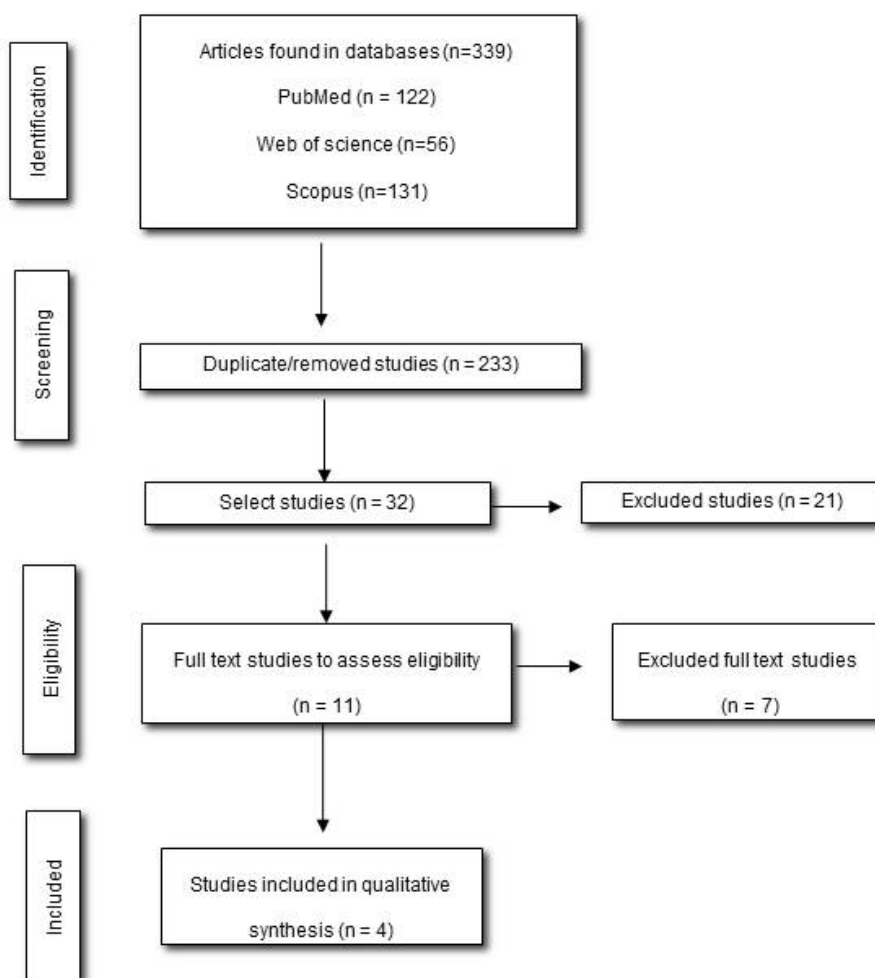 Identification
Articles found in databases (n=339)
PubMed (n = 122)
Web of science (n=56)
Scopus (n=131)
Screening
Duplicate/removed studies (n = 233)
Select studies (n = 32)
Excluded studies (n = 21)
Eligibility
Full text studies to assess eligibility
(n = 11)
Excluded full text studies
(n = 7)
Included
Studies included in qualitative
synthesis (n = 4)